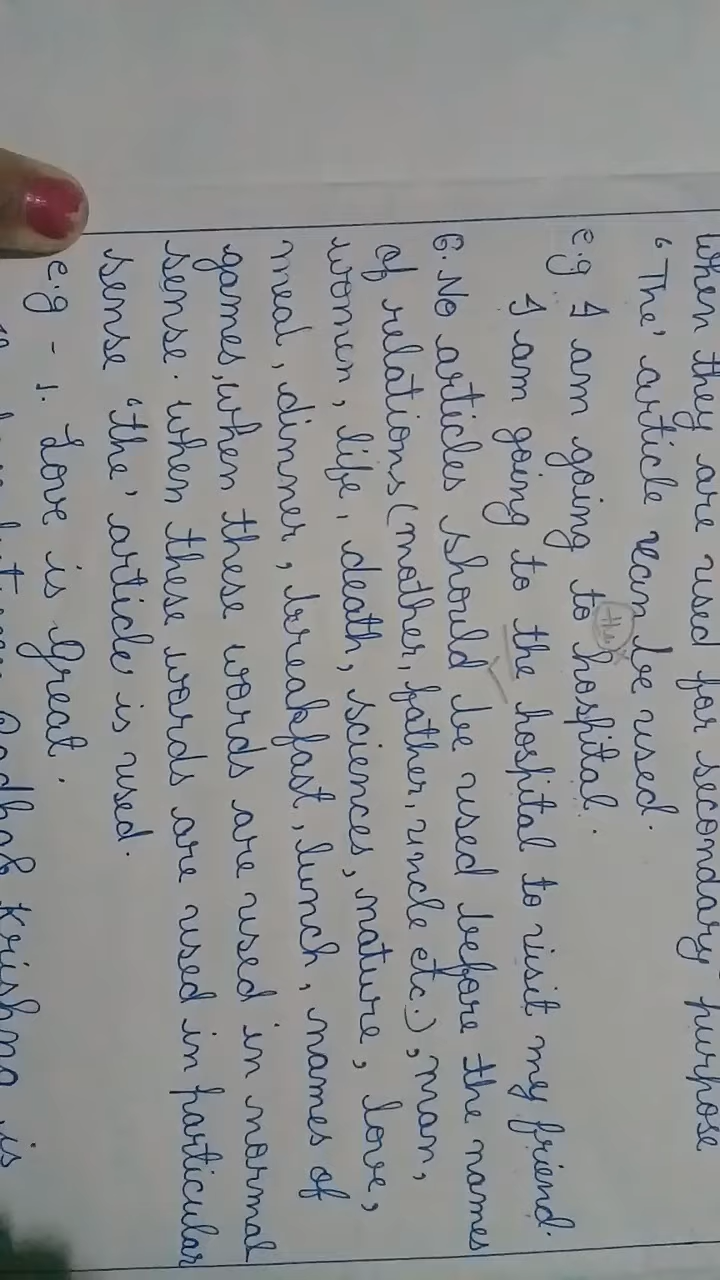 when they are used for secondary purpose
'The' article can be used.
e.g I am going to hospital.
the x
I am going to the hospital to visit my friend.
6. No articles should be used before the names
of relations (mother, father, uncle etc.), man,
women, life, death, sciences, nature, love,
meal, dinner, breakfast, lunch, names of
games, when these words are used in normal
sense. when these words are used in particular
sense 'the' article is used.
e.g - 1. Love is Great.
Radha & Krishna is